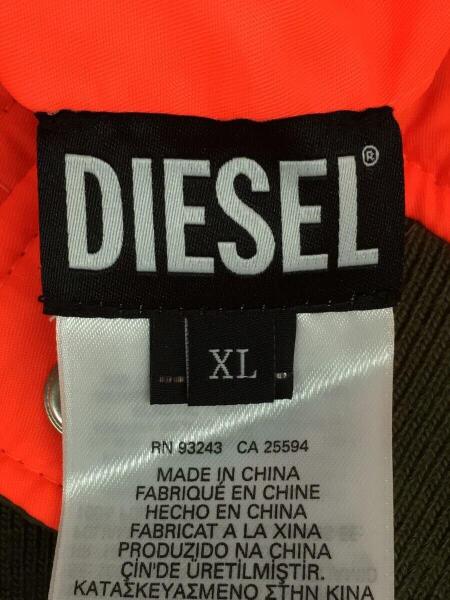 DIESEL®
XL
RN 93243 CA 25594
MADE IN CHINA
FABRIQUÉ EN CHINE
HECHO EN CHINA
FABRICAT A LA XINA
PRODUZIDO NA CHINA
ÇİN'DE ÜRETİLMİŞTİR.
ΚΑΤΑΣΚΕΥΑΣΜΕΝΟ ΣΤΗΝ ΚΙΝΑ